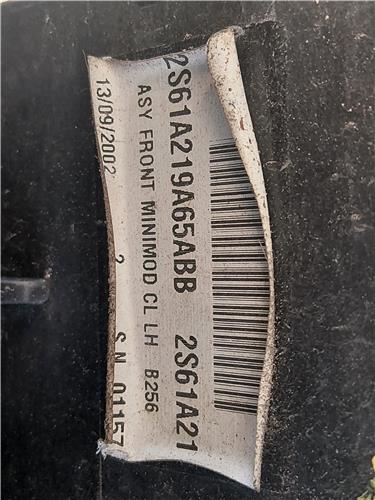 2S61A219A65ABB 2S61A21
ASY FRONT MINIMOD CL LH B256
13/09/2002 2 S N 01157